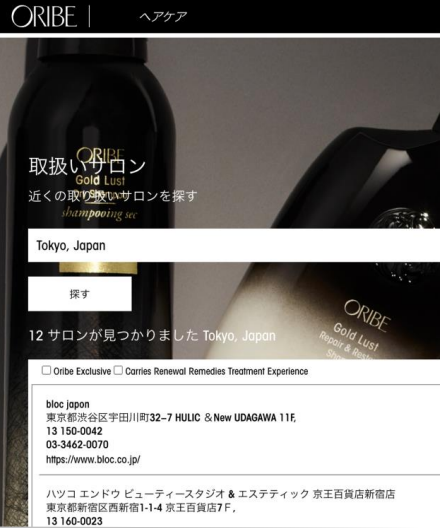 ORIBE
ヘアケア
ORIBE
取扱いサロン
Gold Lust
近くの取り扱いサロンを探す
shampooing sec
Tokyo, Japan
探す
ORIBE
Gold Lust
Repair &
12 サロンが見つかりました Tokyo, Japan
Oribe Exclusive Carries Renewal Remedies Treatment Experience
bloc japon
東京都渋谷区宇田川町32−7 HULIC ＆New UDAGAWA 11F,
13 150-0042
03-3462-0070
https://www.bloc.co.jp/
ハツコ エンドウ ビューティースタジオ & エステティック 京王百貨店新宿店
東京都新宿区西新宿1-1-4 京王百貨店7Ｆ,
13 160-0023